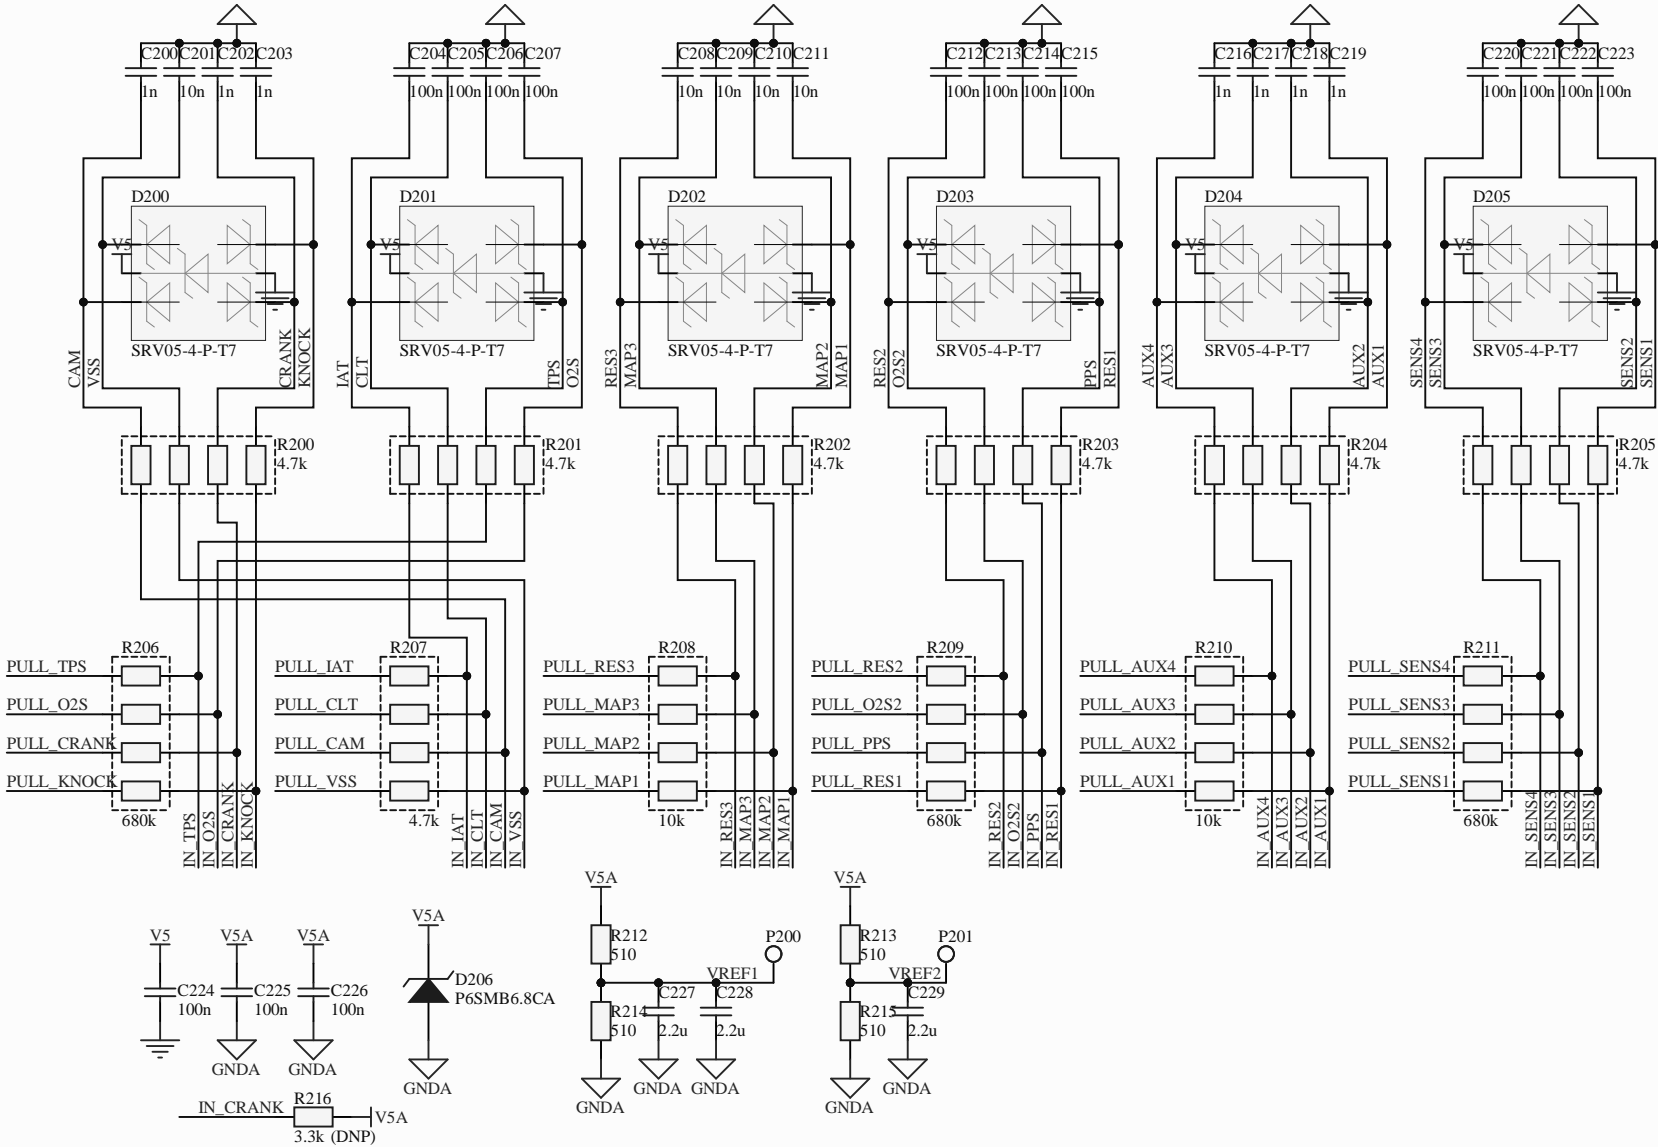 C200 C201 C202 C203
1n 10n 1n 1n
C204 C205 C206 C207
100n 100n 100n 100n
C208 C209 C210 C211
10n 10n 10n 10n
C212 C213 C214 C215
100n 100n 100n 100n
C216 C217 C218 C219
1n 1n 1n 1n
C220 C221 C222 C223
100n 100n 100n 100n
D200
V5
SRV05-4-P-T7
CAM
VSS
CRANK
KNOCK
D201
V5
SRV05-4-P-T7
IAT
CLT
TPS
O2S
D202
V5
SRV05-4-P-T7
RES3
MAP3
MAP2
MAP1
D203
V5
SRV05-4-P-T7
RES2
O2S2
PPS
RES1
D204
V5
SRV05-4-P-T7
AUX4
AUX3
AUX2
AUX1
D205
V5
SRV05-4-P-T7
SENS4
SENS3
SENS2
SENS1
R200
4.7k
R201
4.7k
R202
4.7k
R203
4.7k
R204
4.7k
R205
4.7k
R206
PULL_TPS
PULL_O2S
PULL_CRANK
PULL_KNOCK
680k
IN_TPS
IN_O2S
IN_CRANK
IN_KNOCK
R207
PULL_IAT
PULL_CLT
PULL_CAM
PULL_VSS
4.7k
IN_IAT
IN_CLT
IN_CAM
IN_VSS
R208
PULL_RES3
PULL_MAP3
PULL_MAP2
PULL_MAP1
10k
IN_RES3
IN_MAP3
IN_MAP2
IN_MAP1
R209
PULL_RES2
PULL_O2S2
PULL_PPS
PULL_RES1
680k
IN_RES2
IN_O2S2
IN_PPS
IN_RES1
R210
PULL_AUX4
PULL_AUX3
PULL_AUX2
PULL_AUX1
10k
IN_AUX4
IN_AUX3
IN_AUX2
IN_AUX1
R211
PULL_SENS4
PULL_SENS3
PULL_SENS2
PULL_SENS1
680k
IN_SENS4
IN_SENS3
IN_SENS2
IN_SENS1
V5
C224
100n
V5A
C225
100n
GNDA
V5A
C226
100n
GNDA
V5A
D206
P6SMB6.8CA
GNDA
V5A
R212
510
P200
VREF1
R214
510
C227
2.2u
C228
2.2u
GNDA
GNDA
GNDA
V5A
R213
510
P201
VREF2
R215
510
C229
2.2u
GNDA
GNDA
IN_CRANK
R216
V5A
3.3k (DNP)